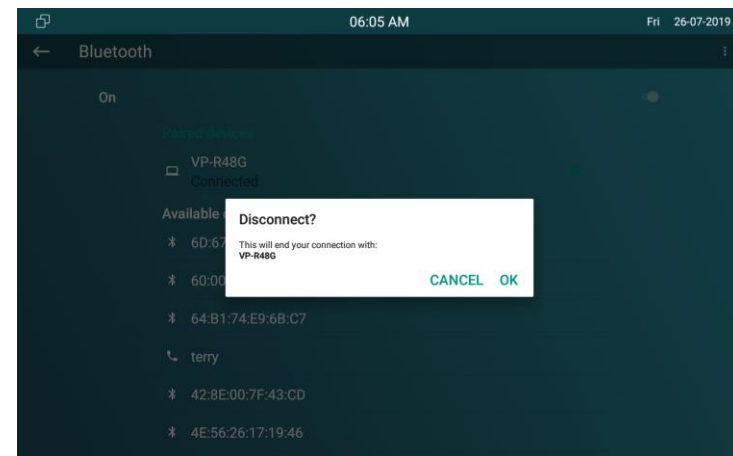 06:05 AM
Fri 26-07-2019
Bluetooth
On
Paired devices
VP-R48G
Connected
Available
Disconnect?
6D:67
This will end your connection with:
VP-R48G
60:00
CANCEL OK
64:B1:74:E9:6B:C7
terry
42:8E:00:7F:43:CD
4E:56:26:17:19:46